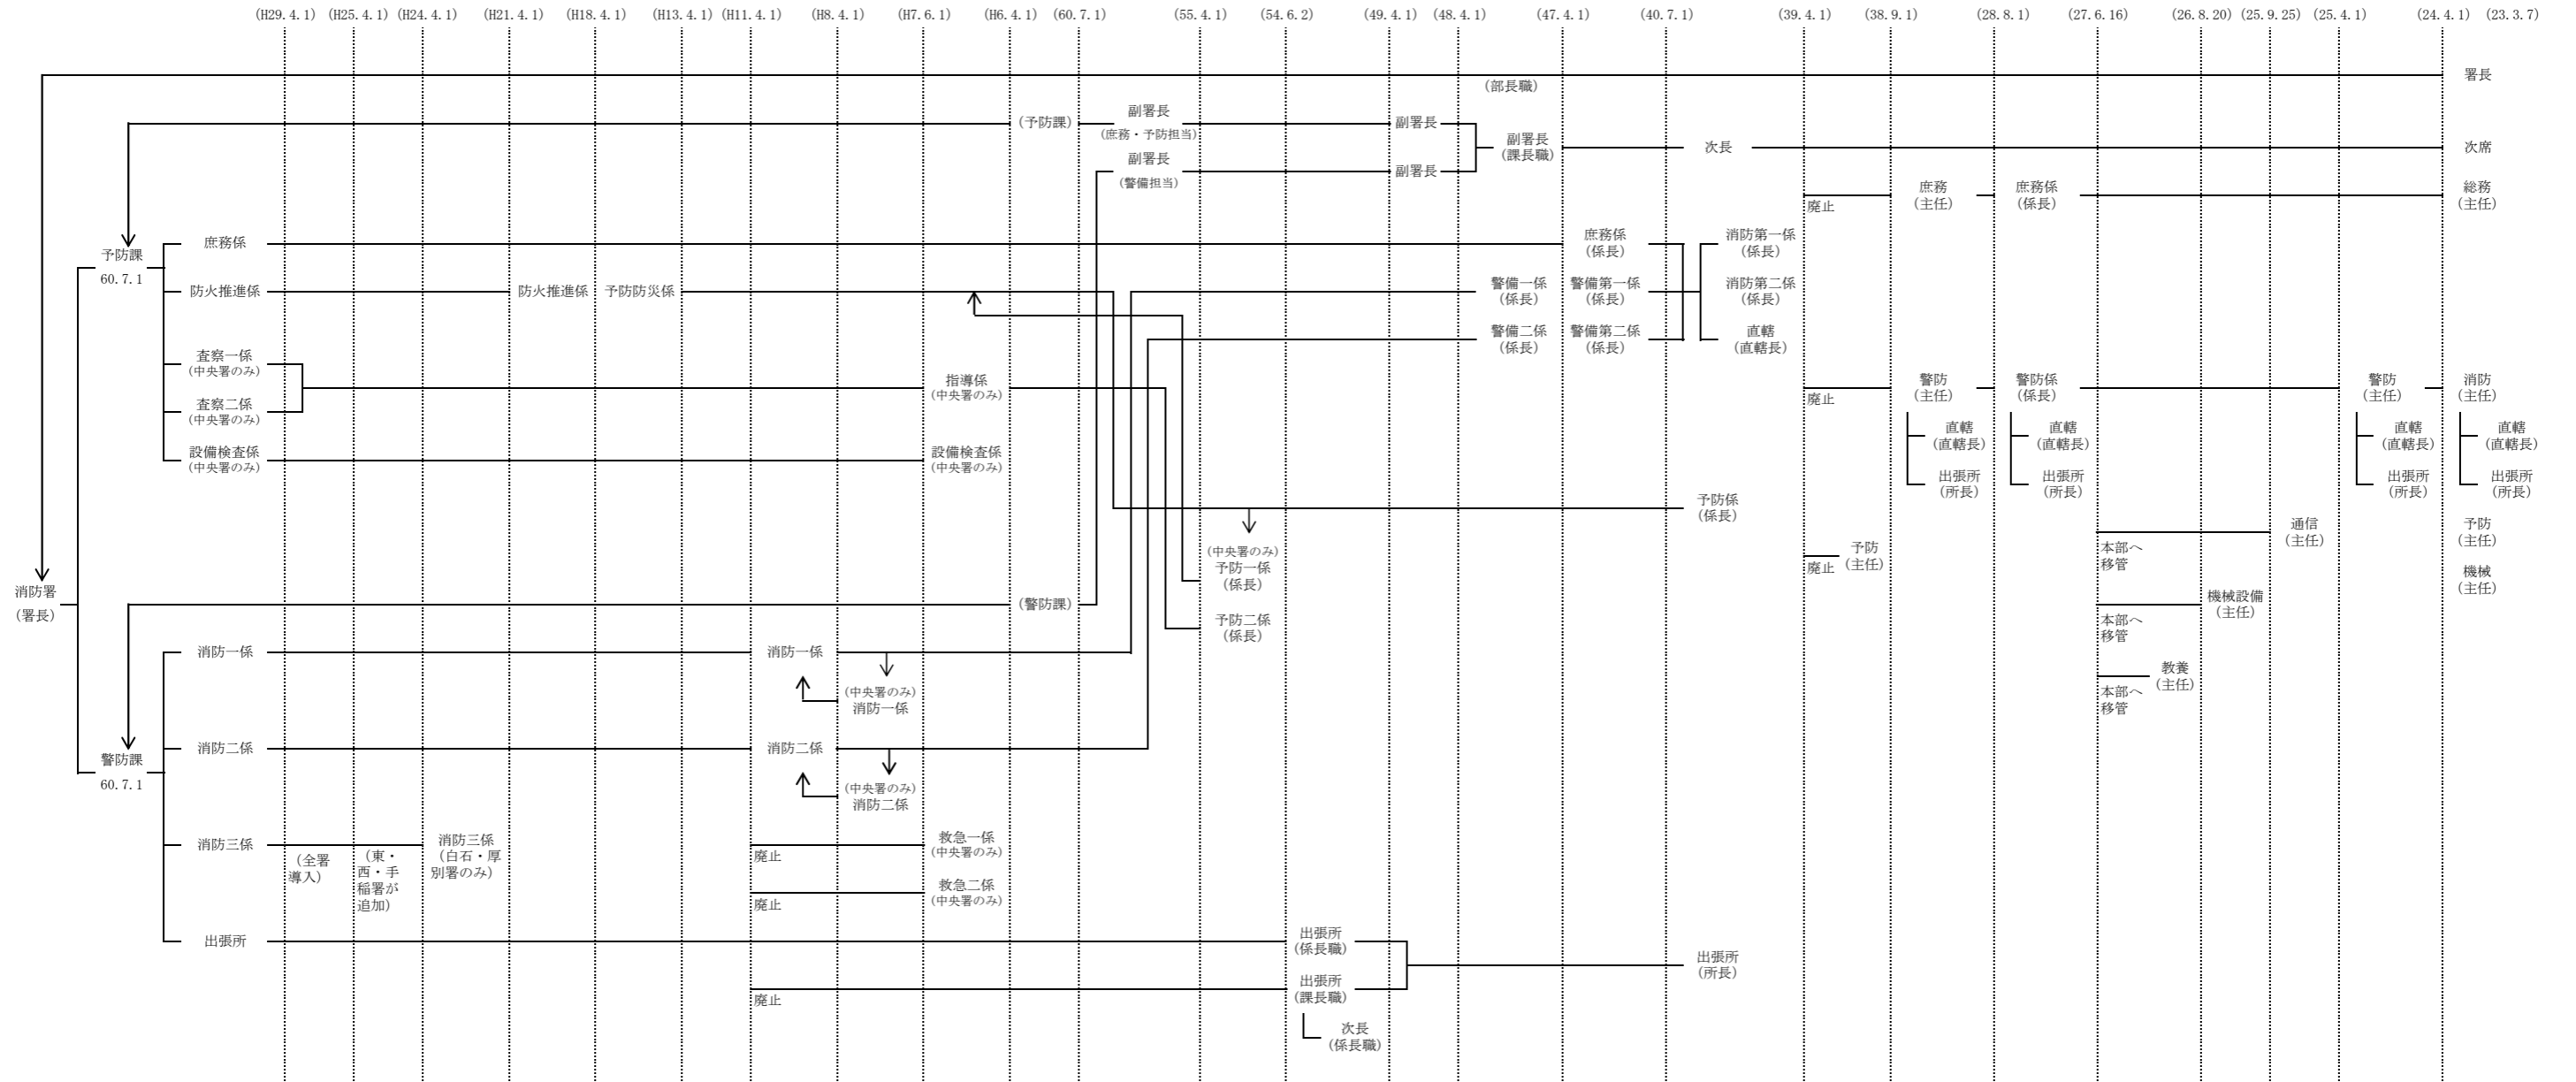 (H29.4.1) (H25.4.1) (H24.4.1) (H21.4.1) (H18.4.1) (H13.4.1) (H11.4.1) (H8.4.1) (H7.6.1) (H6.4.1) (60.7.1) (55.4.1) (54.6.2) (49.4.1) (48.4.1) (47.4.1) (40.7.1) (39.4.1) (38.9.1) (28.8.1) (27.6.16) (26.8.20) (25.9.25) (25.4.1) (24.4.1) (23.3.7)
署長
(部長職)
(予防課)
副署長
(庶務・予防担当)
副署長
副署長
(警備担当)
副署長
副署長
(課長職)
次長
次席
廃止
庶務
(主任)
庶務係
(係長)
総務
(主任)
予防課
60.7.1
庶務係
庶務係
(係長)
消防第一係
(係長)
防火推進係
防火推進係
予防防災係
警備一係
(係長)
警備第一係
(係長)
消防第二係
(係長)
警備二係
(係長)
警備第二係
(係長)
直轄
(直轄長)
査察一係
(中央署のみ)
査察二係
(中央署のみ)
指導係
(中央署のみ)
廃止
警防
(主任)
警防係
(係長)
警防
(主任)
消防
(主任)
直轄
(直轄長)
直轄
(直轄長)
直轄
(直轄長)
直轄
(直轄長)
設備検査係
(中央署のみ)
設備検査係
(中央署のみ)
出張所
(所長)
出張所
(所長)
出張所
(所長)
出張所
(所長)
予防係
(係長)
(中央署のみ)
予防一係
(係長)
廃止
予防
(主任)
本部へ
移管
通信
(主任)
予防
(主任)
機械
(主任)
消防署
(署長)
(警防課)
予防二係
(係長)
本部へ
移管
機械設備
(主任)
本部へ
移管
教養
(主任)
消防一係
消防一係
(中央署のみ)
消防一係
警防課
60.7.1
消防二係
消防二係
(中央署のみ)
消防二係
消防三係
(全署
導入)
(東・
西・手
稲署が
追加)
消防三係
(白石・厚
別署のみ)
廃止
救急一係
(中央署のみ)
廃止
救急二係
(中央署のみ)
出張所
出張所
(係長職)
出張所
(所長)
廃止
出張所
(課長職)
次長
(係長職)